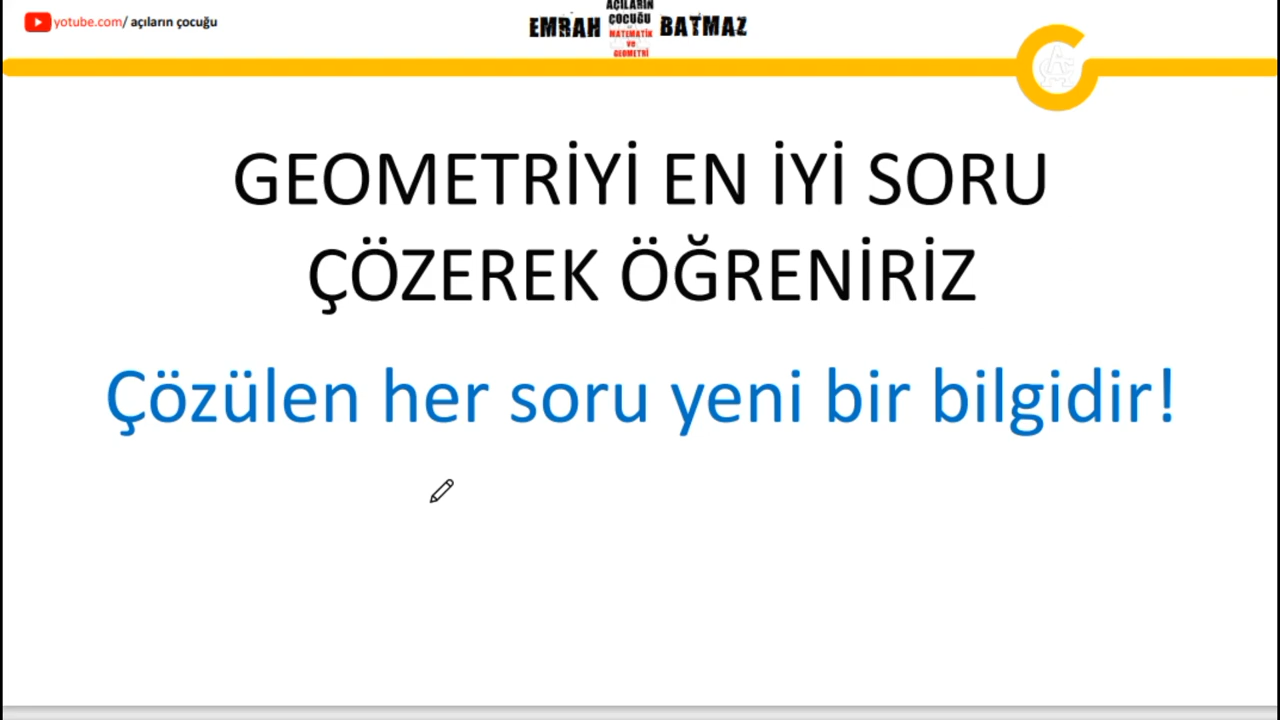 yotube.com/ açıların çocuğu
EMRAH
AÇILARIN
ÇOCUĞU
MATEMATİK
ve
GEOMETRİ
BATMAZ
GEOMETRİYİ EN İYİ SORU
ÇÖZEREK ÖĞRENİRİZ
Çözülen her soru yeni bir bilgidir!